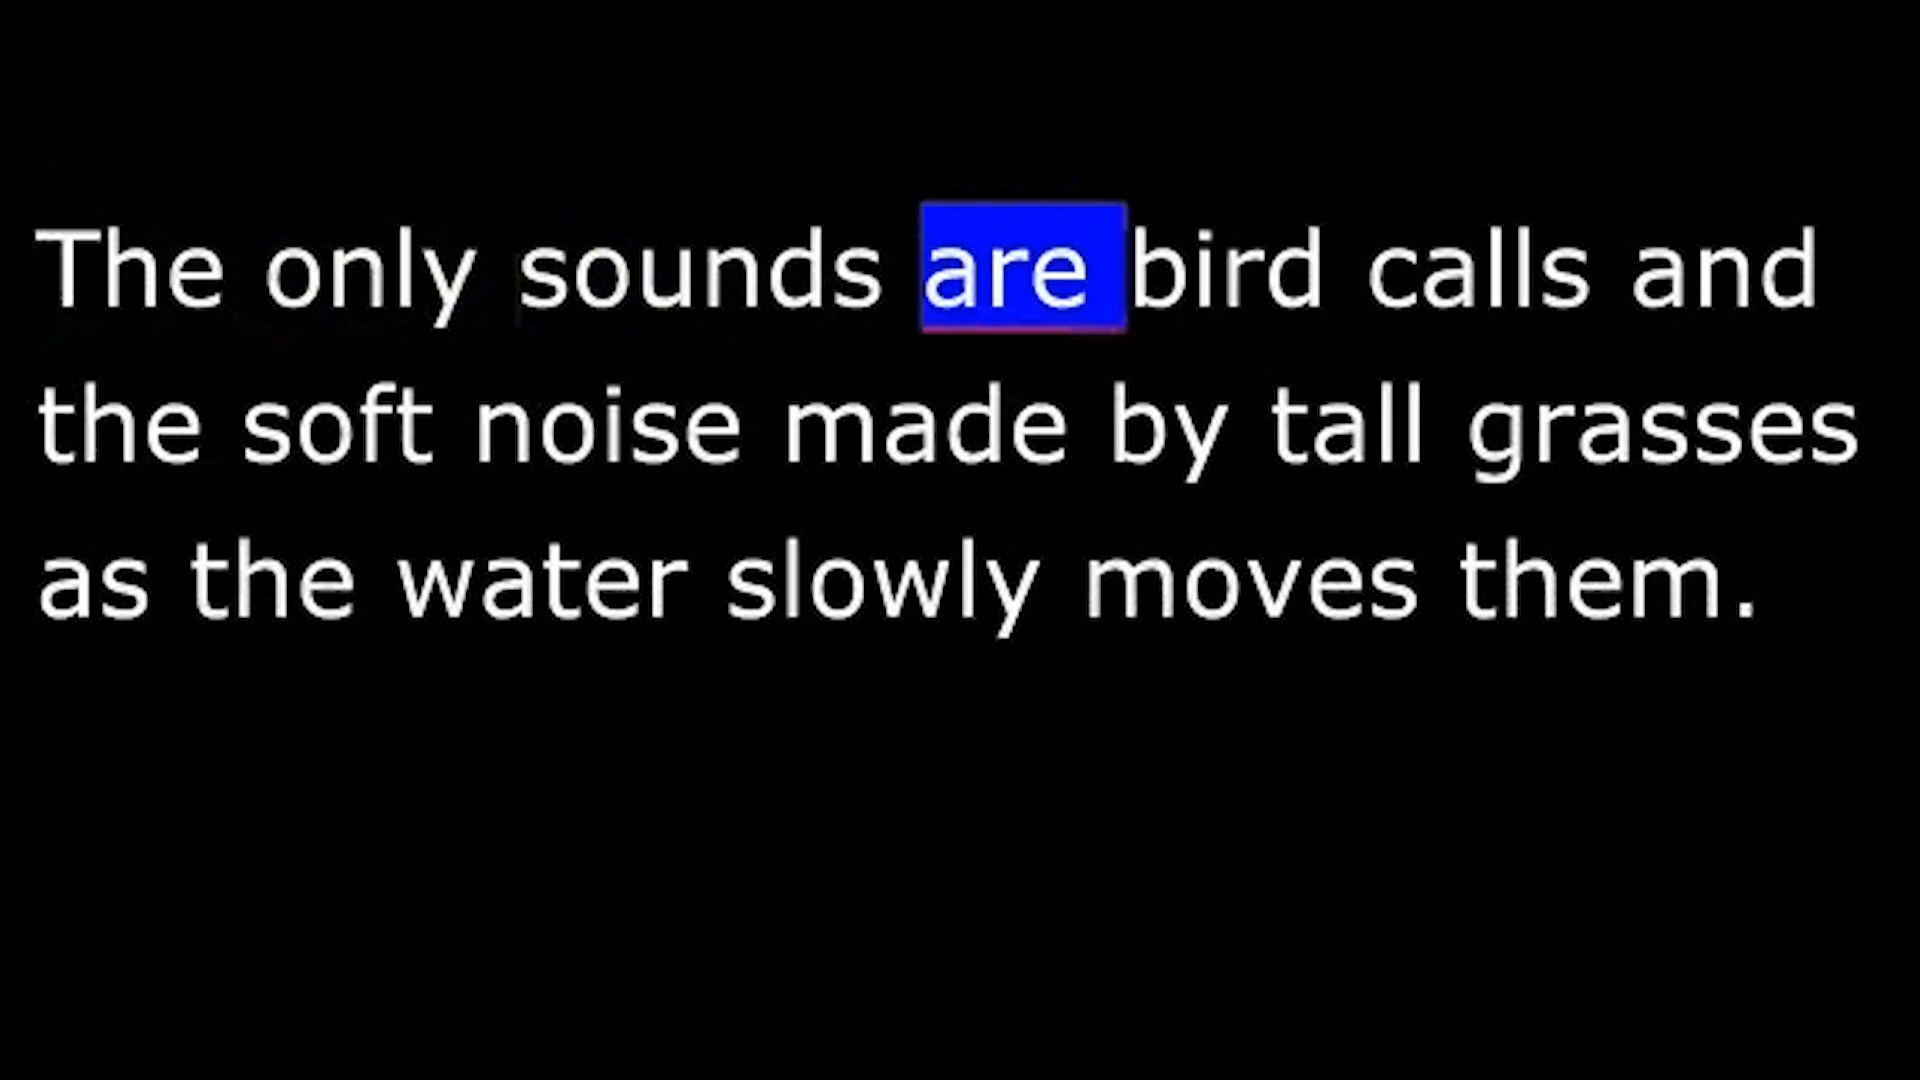 The only sounds are bird calls and
the soft noise made by tall grasses
as the water slowly moves them.